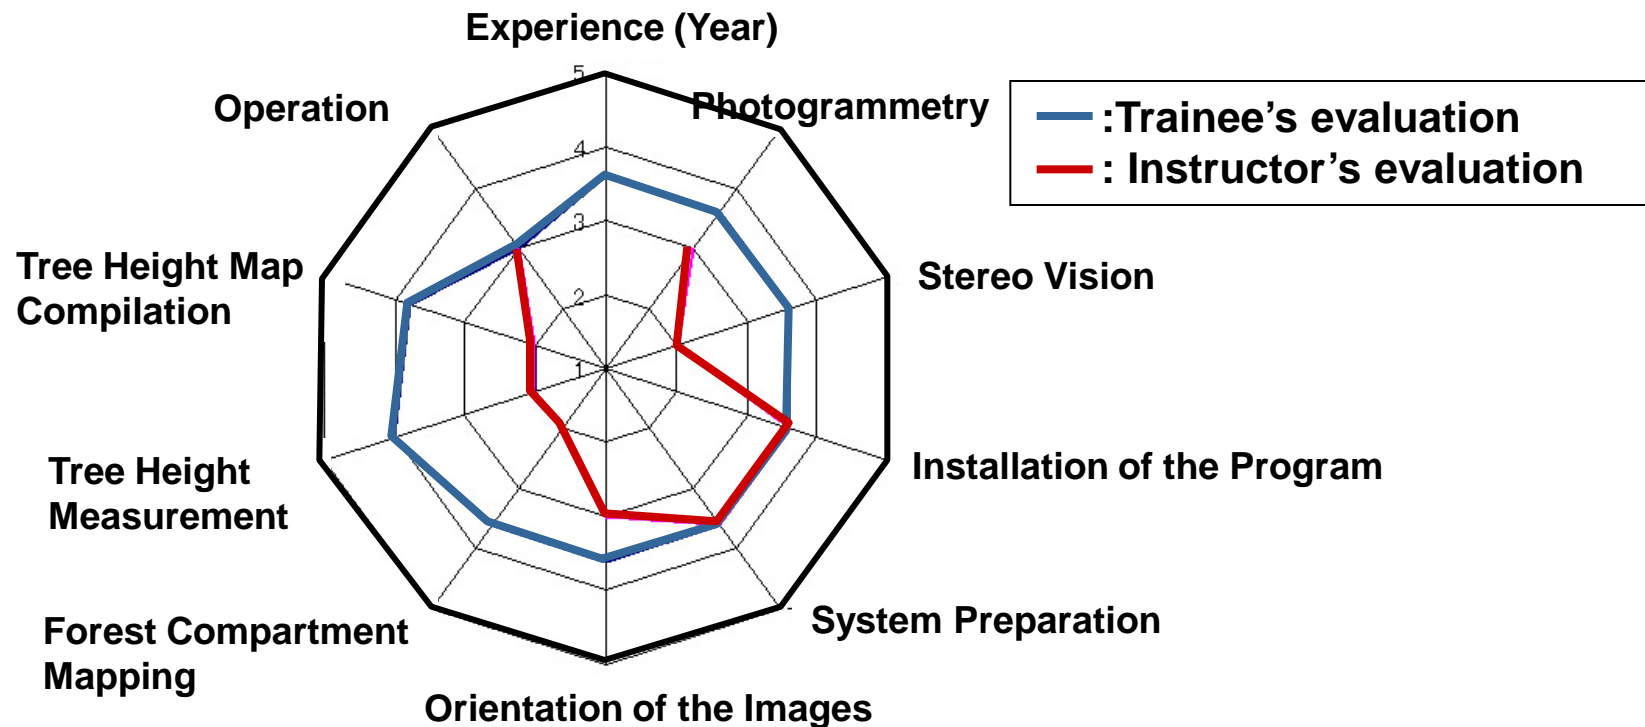 Experience (Year)
5
Operation
Photogrammetry
:Trainee’s evaluation
: Instructor’s evaluation
4
3
Tree Height Map
Compilation
Stereo Vision
2
1
Tree Height
Measurement
Installation of the Program
Forest Compartment
Mapping
System Preparation
Orientation of the Images